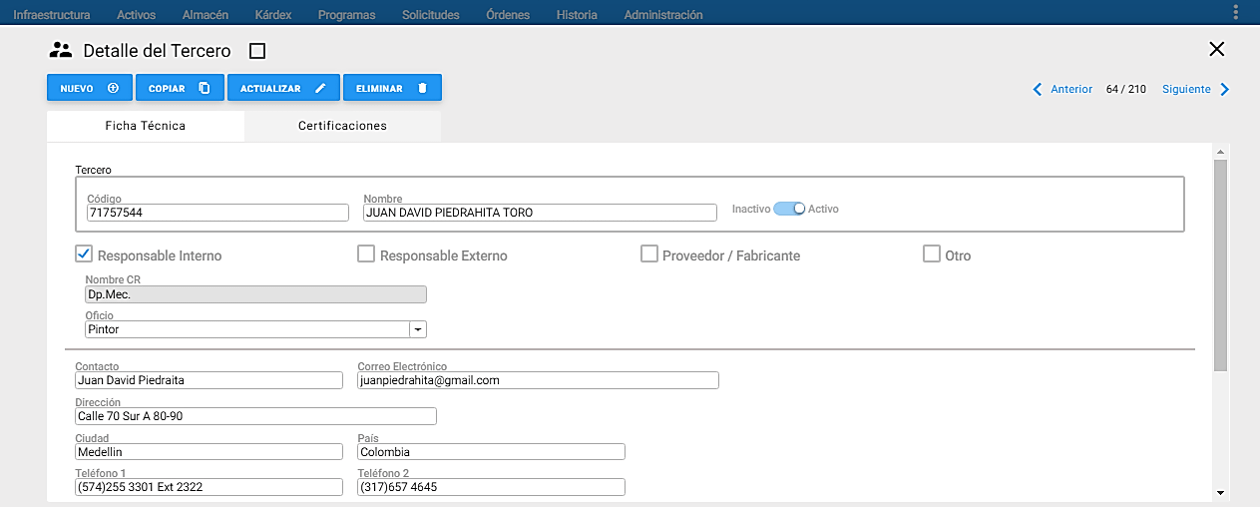 Infraestructura Activos Almacén Kárdex Programas Solicitudes Órdenes Historia Administración
Detalle del Tercero
NUEVO COPIAR ACTUALIZAR ELIMINAR Anterior 64 / 210 Siguiente
Ficha Técnica Certificaciones
Tercero
Código Nombre
71757544 JUAN DAVID PIEDRAHITA TORO Inactivo Activo
Responsable Interno Responsable Externo Proveedor / Fabricante Otro
Nombre CR
Dp.Mec.
Oficio
Pintor
Contacto Correo Electrónico
Juan David Piedraita juanpiedrahita@gmail.com
Dirección
Calle 70 Sur A 80-90
Ciudad País
Medellin Colombia
Teléfono 1 Teléfono 2
(574)255 3301 Ext 2322 (317)657 4645